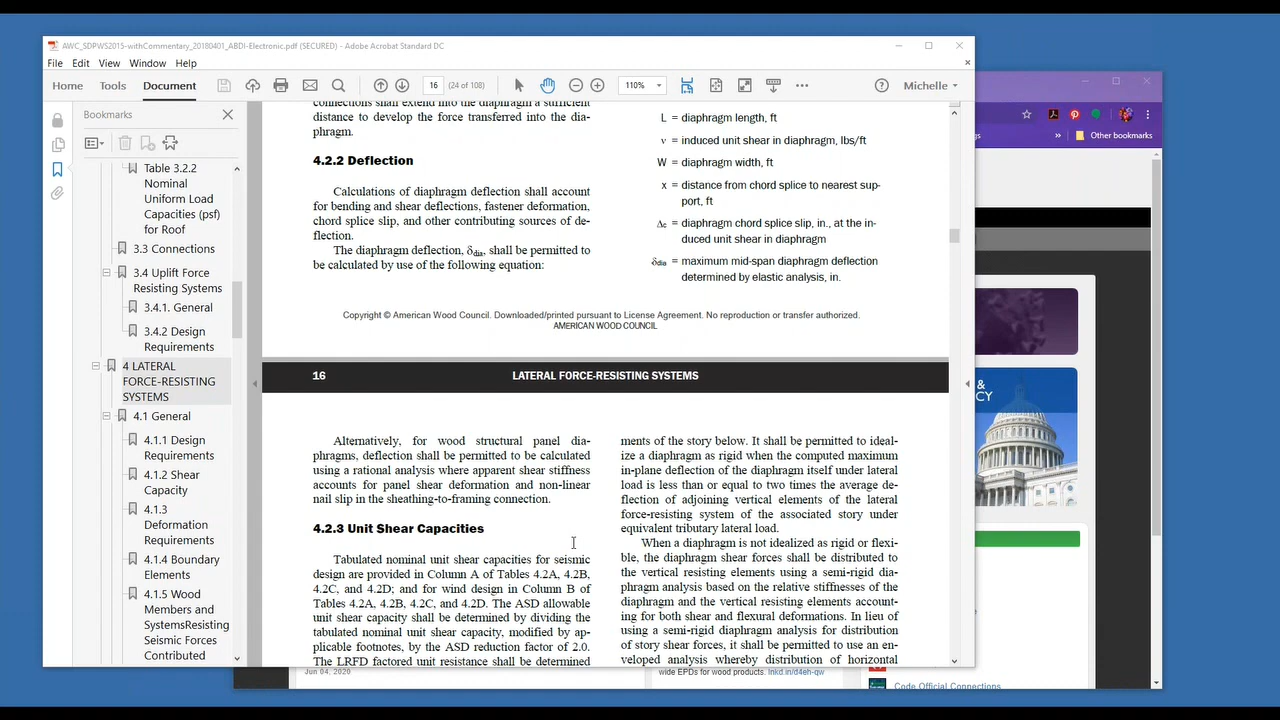 AWC_SDPWS2015-withCommentary_20180401_ABDI-Electronic.pdf (SECURED) - Adobe Acrobat Standard DC
File Edit View Window Help
Home Tools Document 16 (24 of 108) 110% Michelle
Bookmarks
Table 3.2.2
Nominal
Uniform Load
Capacities (psf)
for Roof
3.3 Connections
3.4 Uplift Force
Resisting Systems
3.4.1. General
3.4.2 Design
Requirements
4 LATERAL
FORCE-RESISTING
SYSTEMS
4.1 General
4.1.1 Design
Requirements
4.1.2 Shear
Capacity
4.1.3
Deformation
Requirements
4.1.4 Boundary
Elements
4.1.5 Wood
Members and
SystemsResisting
Seismic Forces
Contributed
connections shall extend into the diaphragm a sufficient
distance to develop the force transferred into the dia-
phragm.
4.2.2 Deflection
Calculations of diaphragm deflection shall account
for bending and shear deflections, fastener deformation,
chord splice slip, and other contributing sources of de-
flection.
The diaphragm deflection, δdia, shall be permitted to
be calculated by use of the following equation:
L = diaphragm length, ft
ν = induced unit shear in diaphragm, lbs/ft
W = diaphragm width, ft
x = distance from chord splice to nearest sup-
port, ft
Δc = diaphragm chord splice slip, in., at the in-
duced unit shear in diaphragm
δdia = maximum mid-span diaphragm deflection
determined by elastic analysis, in.
Copyright © American Wood Council. Downloaded/printed pursuant to License Agreement. No reproduction or transfer authorized.
AMERICAN WOOD COUNCIL
16 LATERAL FORCE-RESISTING SYSTEMS
Alternatively, for wood structural panel dia-
phragms, deflection shall be permitted to be calculated
using a rational analysis where apparent shear stiffness
accounts for panel shear deformation and non-linear
nail slip in the sheathing-to-framing connection.
4.2.3 Unit Shear Capacities
Tabulated nominal unit shear capacities for seismic
design are provided in Column A of Tables 4.2A, 4.2B,
4.2C, and 4.2D; and for wind design in Column B of
Tables 4.2A, 4.2B, 4.2C, and 4.2D. The ASD allowable
unit shear capacity shall be determined by dividing the
tabulated nominal unit shear capacity, modified by ap-
plicable footnotes, by the ASD reduction factor of 2.0.
The LRFD factored unit resistance shall be determined
ments of the story below. It shall be permitted to ideal-
ize a diaphragm as rigid when the computed maximum
in-plane deflection of the diaphragm itself under lateral
load is less than or equal to two times the average de-
flection of adjoining vertical elements of the lateral
force-resisting system of the associated story under
equivalent tributary lateral load.
When a diaphragm is not idealized as rigid or flexi-
ble, the diaphragm shear forces shall be distributed to
the vertical resisting elements using a semi-rigid dia-
phragm analysis based on the relative stiffnesses of the
diaphragm and the vertical resisting elements account-
ing for both shear and flexural deformations. In lieu of
using a semi-rigid diaphragm analysis for distribution
of story shear forces, it shall be permitted to use an en-
veloped analysis whereby distribution of horizontal
» Other bookmarks
&
CY
Jun 04, 2020
wide EPDs for wood products. lnkd.in/d4eh-qw
Code Official Connections